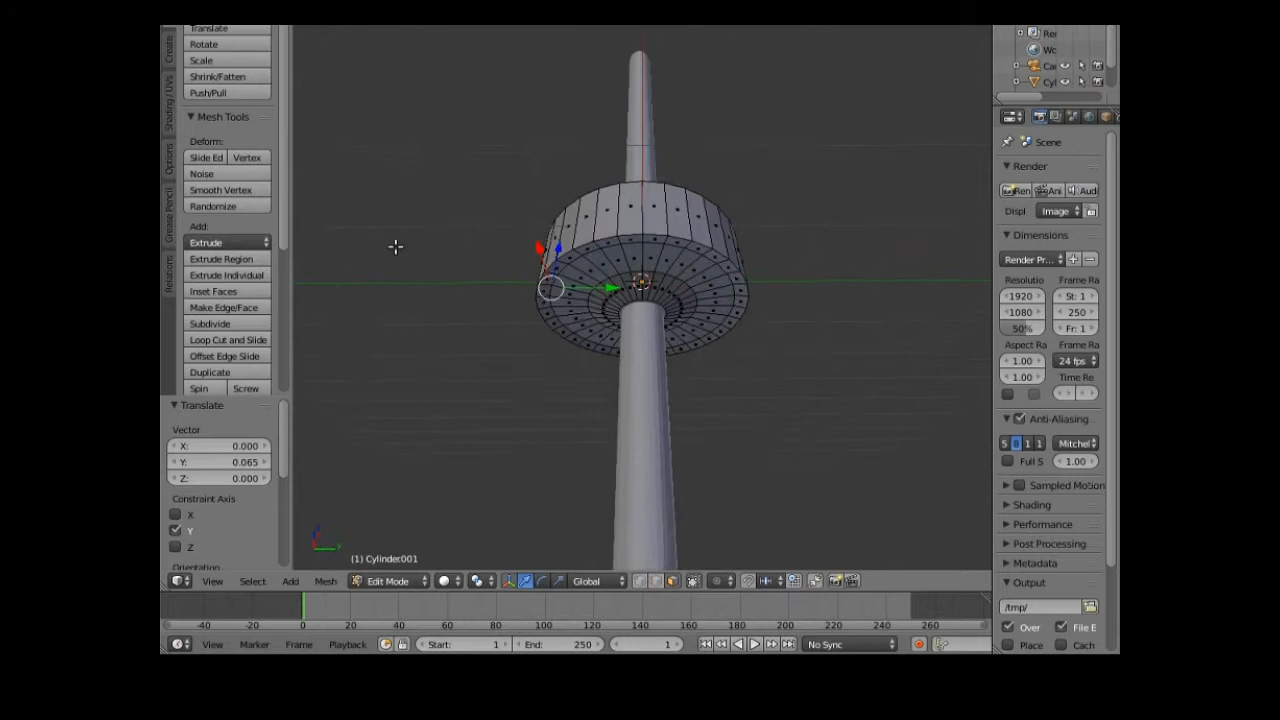 Translate
Rotate
Scale
Shrink/Fatten
Push/Pull
Mesh Tools
Deform:
Slide Ed Vertex
Noise
Smooth Vertex
Randomize
Add:
Extrude
Extrude Region
Extrude Individual
Inset Faces
Make Edge/Face
Subdivide
Loop Cut and Slide
Offset Edge Slide
Duplicate
Spin Screw
Translate
Vector
X: 0.000
Y: 0.065
Z: 0.000
Constraint Axis
X
Y
Z
Orientation
Create
Shading / UVs
Options
Grease Pencil
Relations
(1) Cylinder.001
View Select Add Mesh Edit Mode Global
-40 -20 0 20 40 60 80 100 120 140 160 180 200 220 240 260
View Marker Frame Playback Start: 1 End: 250 1 No Sync
Rer
Wc
Ca
Cyl
Scene
Render
Ren Ani Aud
Displ Image
Dimensions
Render Pr...
Resolutio Frame Ra
1920 St: 1
1080 250
50% Fr: 1
Aspect Ra Frame Ra
1.00 24 fps
1.00 Time Re
Anti-Aliasing
5 8 1 1 Mitchel
Full S 1.00
Sampled Motion
Shading
Performance
Post Processing
Metadata
Output
/tmp/
Over File E
Place Cach